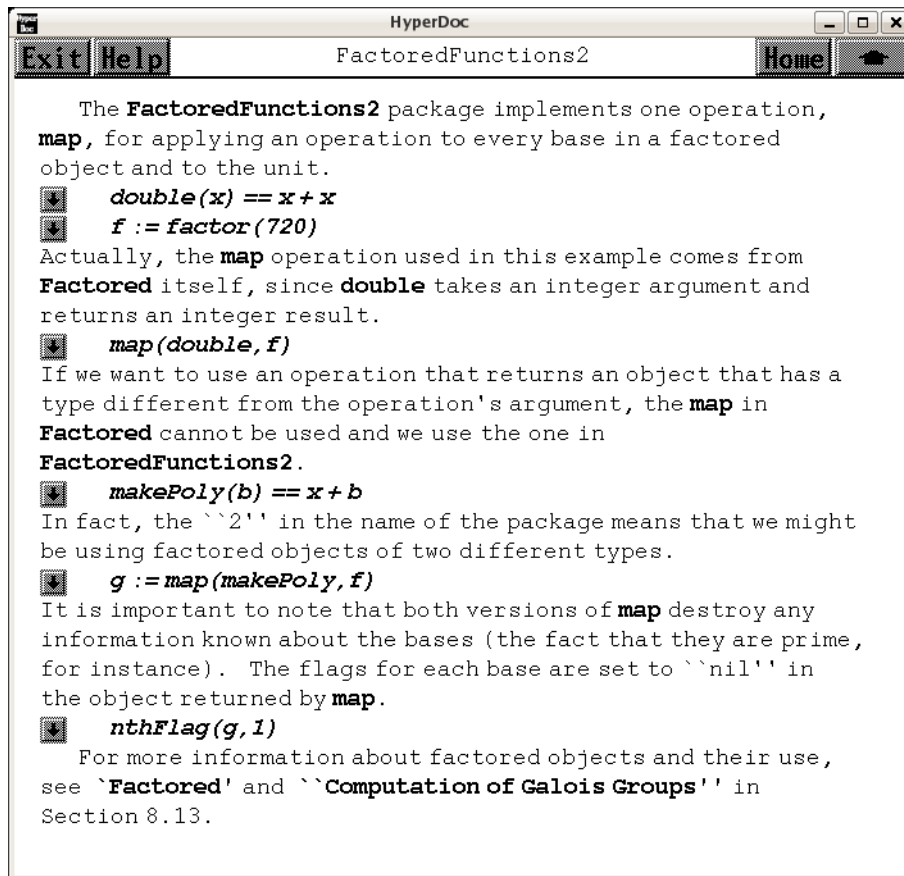 HyperDoc
Exit Help FactoredFunctions2 Home
The FactoredFunctions2 package implements one operation,
map, for applying an operation to every base in a factored
object and to the unit.
double(x) == x + x
f := factor(720)
Actually, the map operation used in this example comes from
Factored itself, since double takes an integer argument and
returns an integer result.
map(double,f)
If we want to use an operation that returns an object that has a
type different from the operation's argument, the map in
Factored cannot be used and we use the one in
FactoredFunctions2.
makePoly(b) == x + b
In fact, the ``2'' in the name of the package means that we might
be using factored objects of two different types.
g := map(makePoly,f)
It is important to note that both versions of map destroy any
information known about the bases (the fact that they are prime,
for instance). The flags for each base are set to ``nil'' in
the object returned by map.
nthFlag(g,1)
For more information about factored objects and their use,
see `Factored' and ``Computation of Galois Groups'' in
Section 8.13.